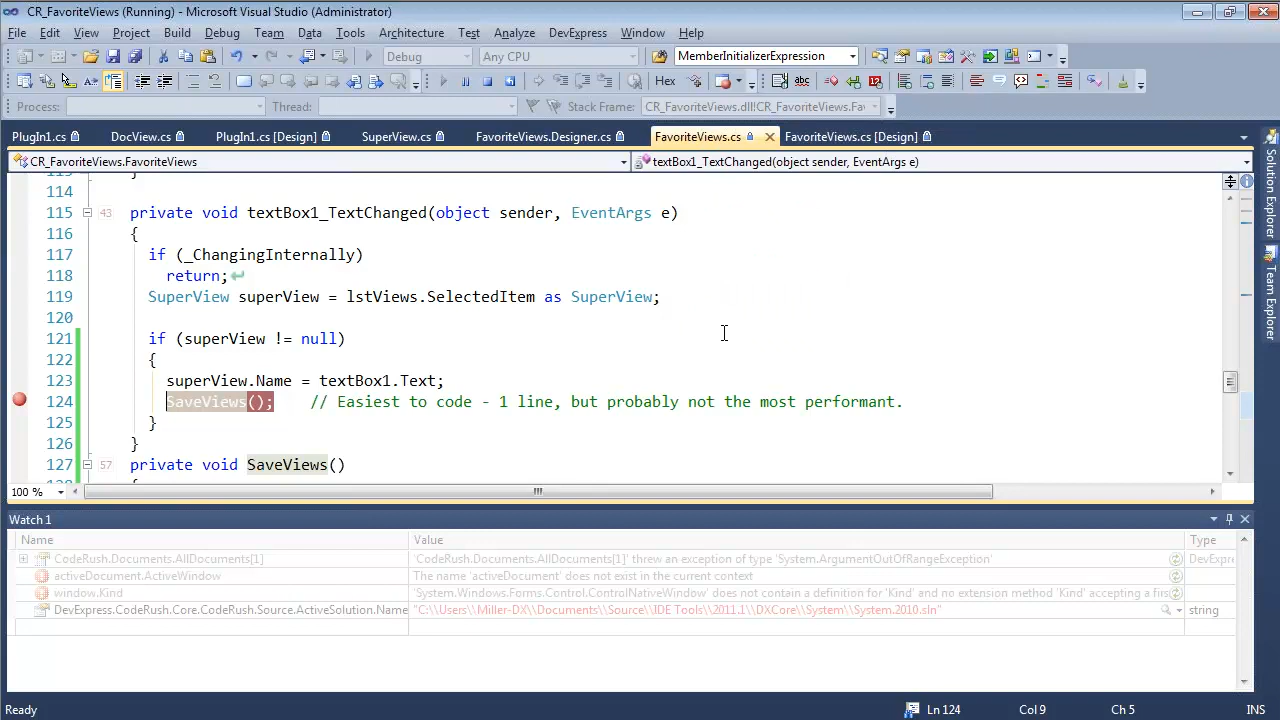 CR_FavoriteViews (Running) - Microsoft Visual Studio (Administrator)
File Edit View Project Build Debug Team Data Tools Architecture Test Analyze DevExpress Window Help
Debug Any CPU MemberInitializerExpression
Hex
Process: Thread: Stack Frame: CR_FavoriteViews.dll!CR_FavoriteViews.Fav
PlugIn1.cs DocView.cs PlugIn1.cs [Design] SuperView.cs FavoriteViews.Designer.cs FavoriteViews.cs FavoriteViews.cs [Design]
CR_FavoriteViews.FavoriteViews textBox1_TextChanged(object sender, EventArgs e)
113 }
114
115 43 private void textBox1_TextChanged(object sender, EventArgs e)
116 {
117 if (_ChangingInternally)
118 return;
119 SuperView superView = lstViews.SelectedItem as SuperView;
120
121 if (superView != null)
122 {
123 superView.Name = textBox1.Text;
124 SaveViews(); // Easiest to code - 1 line, but probably not the most performant.
125 }
126 }
127 57 private void SaveViews()
100 %
Solution Explorer
Team Explorer
Watch 1
Name Value Type
CodeRush.Documents.AllDocuments[1] 'CodeRush.Documents.AllDocuments[1]' threw an exception of type 'System.ArgumentOutOfRangeException' DevExpr
activeDocument.ActiveWindow The name 'activeDocument' does not exist in the current context
window.Kind 'System.Windows.Forms.Control.ControlNativeWindow' does not contain a definition for 'Kind' and no extension method 'Kind' accepting a firs
DevExpress.CodeRush.Core.CodeRush.Source.ActiveSolution.Name "C:\\Users\\Miller-DX\\Documents\\Source\\IDE Tools\\2011.1\\DXCore\\System\\System.2010.sln" string
Ready Ln 124 Col 9 Ch 5 INS